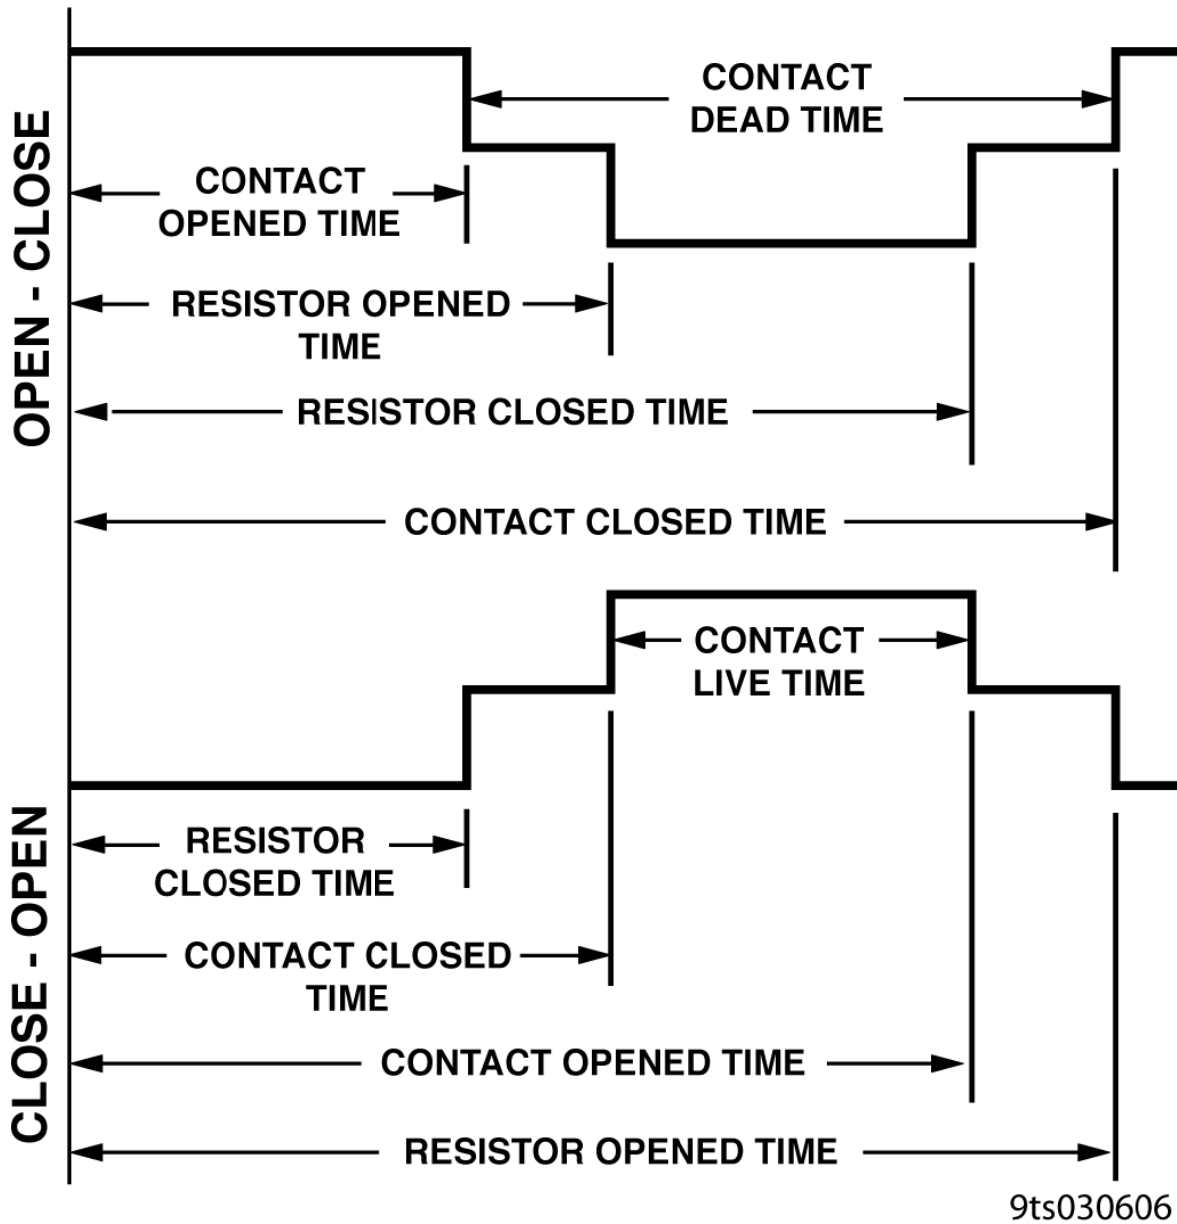 OPEN - CLOSE
CONTACT
DEAD TIME
CONTACT
OPENED TIME
RESISTOR OPENED
TIME
RESISTOR CLOSED TIME
CONTACT CLOSED TIME
CONTACT
LIVE TIME
CLOSE - OPEN
RESISTOR
CLOSED TIME
CONTACT CLOSED
TIME
CONTACT OPENED TIME
RESISTOR OPENED TIME
9ts030606